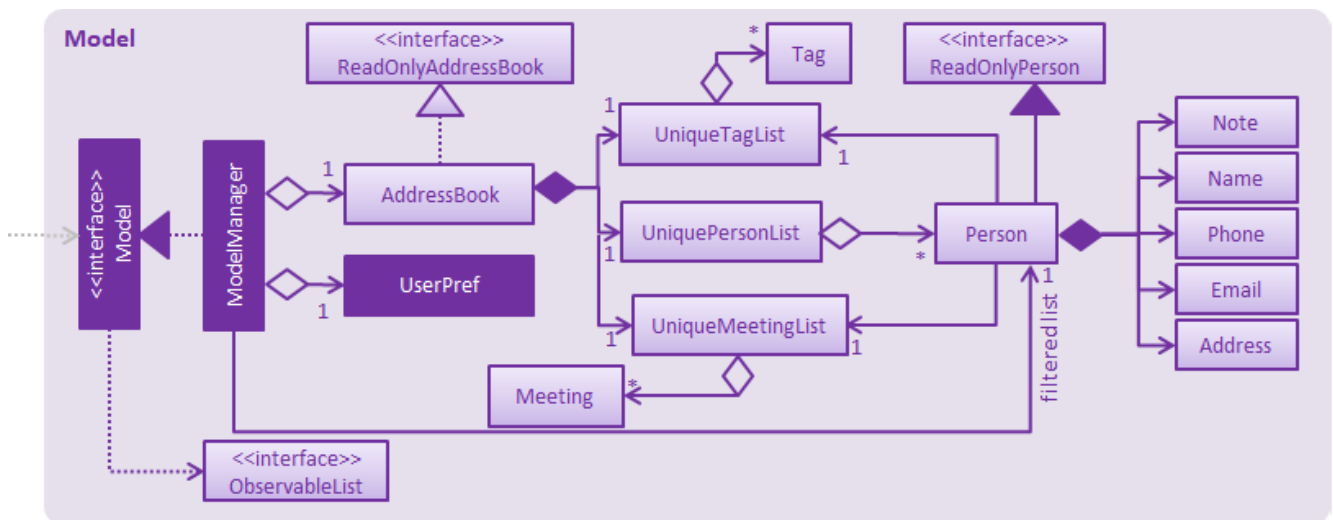 Model
<<interface>>
ReadOnlyAddressBook
*
Tag
<<interface>>
ReadOnlyPerson
<<interface>>
Model
ModelManager
1
AddressBook
1
UniqueTagList
1
Note
Name
UniquePersonList
1
*
Person
Phone
1
UserPref
1
UniqueMeetingList
1
1
filtered list
Email
Address
Meeting
*
<<interface>>
ObservableList